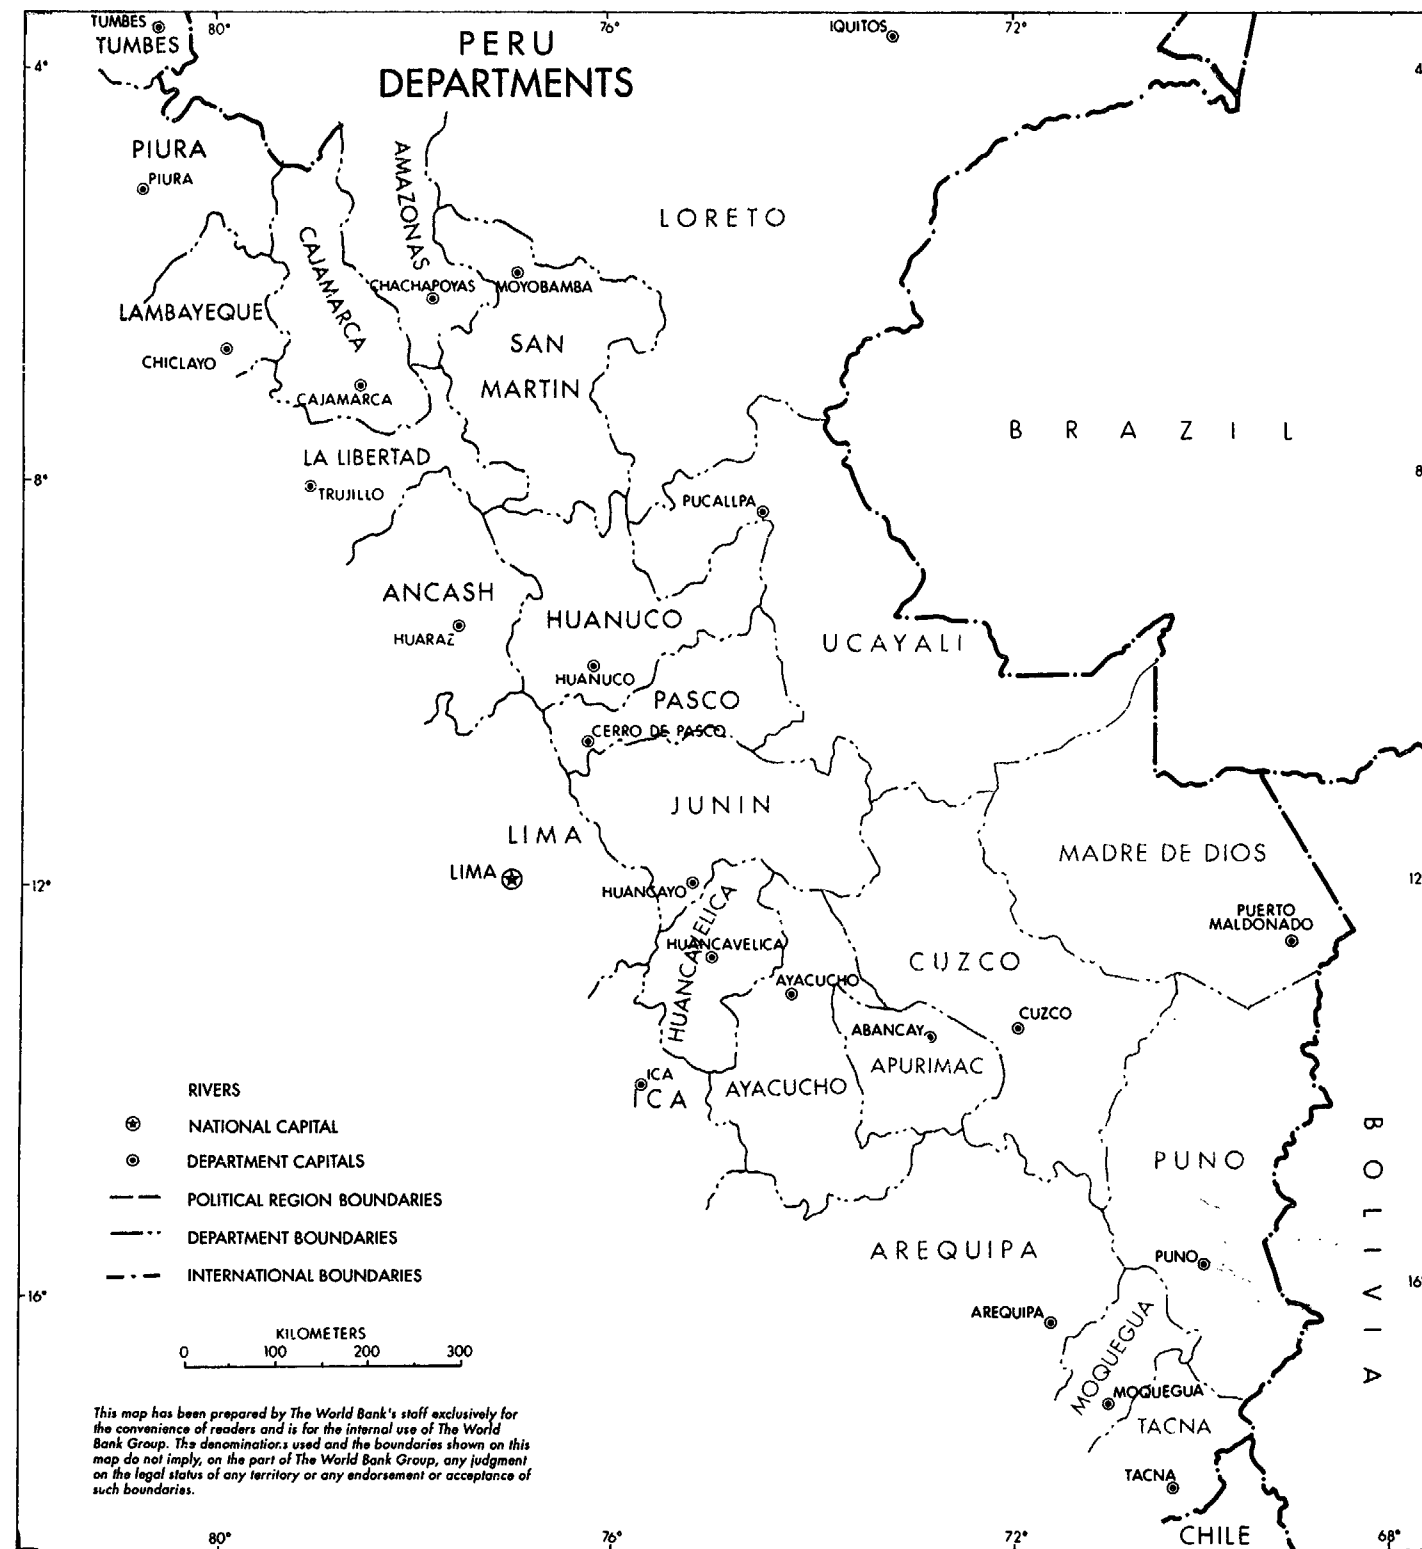 TUMBES
80°
76°
IQUITOS
72°
TUMBES
PERU
DEPARTMENTS
4°
4
PIURA
PIURA
AMAZONAS
LORETO
CAJAMARCA
CHACHAPOYAS
MOYOBAMBA
LAMBAYEQUE
SAN
MARTIN
CHICLAYO
CAJAMARCA
BRAZIL
LA LIBERTAD
TRUJILLO
8°
8
PUCALLPA
ANCASH
HUARAZ
HUANUCO
HUANUCO
UCAYALI
PASCO
CERRO DE PASCO
JUNIN
LIMA
LIMA
MADRE DE DIOS
12°
12
HUANCAYO
HUANCAVELICA
HUANCAVELICA
PUERTO
MALDONADO
CUZCO
AYACUCHO
CUZCO
ABANCAY
APURIMAC
ICA
ICA
AYACUCHO
RIVERS
NATIONAL CAPITAL
DEPARTMENT CAPITALS
POLITICAL REGION BOUNDARIES
DEPARTMENT BOUNDARIES
INTERNATIONAL BOUNDARIES
BOLIVIA
PUNO
PUNO
AREQUIPA
AREQUIPA
16°
16°
MOQUEGUA
MOQUEGUA
TACNA
TACNA
CHILE
KILOMETERS
0 100 200 300
This map has been prepared by The World Bank's staff exclusively for
the convenience of readers and is for the internal use of The World
Bank Group. The denominations used and the boundaries shown on this
map do not imply, on the part of The World Bank Group, any judgment
on the legal status of any territory or any endorsement or acceptance of
such boundaries.
80°
76°
72°
68°